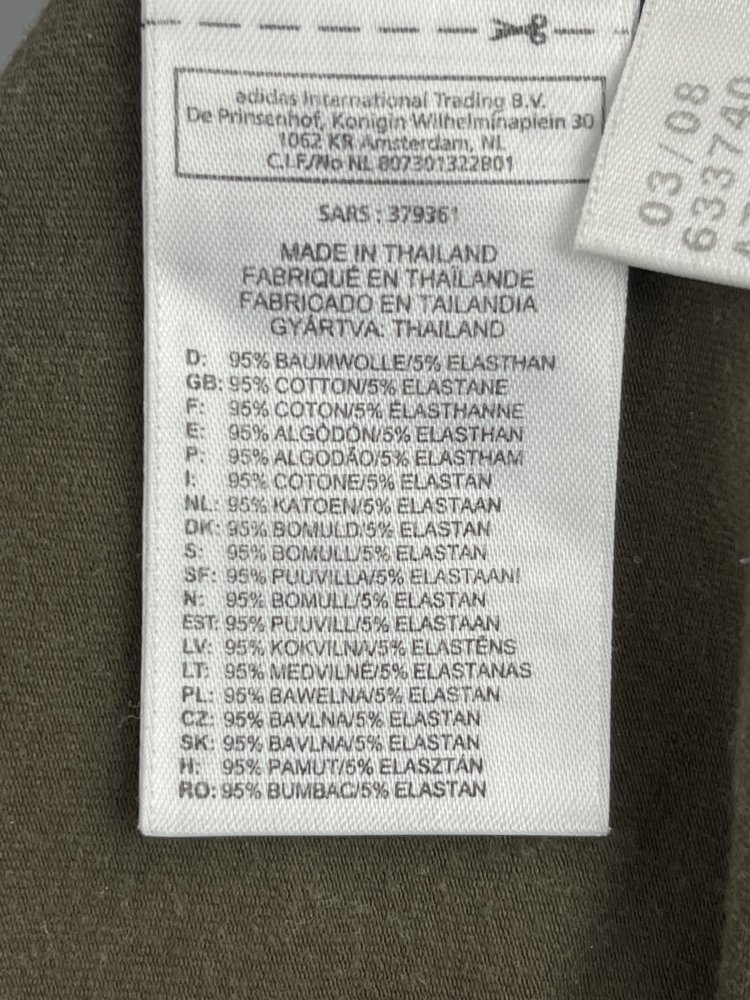 adidas International Trading B.V.
De Prinsenhof, Konigin Wilhelminaplein 30
1062 KR Amsterdam, NL
C.I.F/No NL 807301322B01
SARS : 379361
MADE IN THAILAND
FABRIQUÉ EN THAÏLANDE
FABRICADO EN TAILANDIA
GYÁRTVA: THAILAND
D: 95% BAUMWOLLE/5% ELASTHAN
GB: 95% COTTON/5% ELASTANE
F: 95% COTON/5% ELASTHANNE
E: 95% ALGODÓN/5% ELASTHAN
P: 95% ALGODÃO/5% ELASTHAM
I: 95% COTONE/5% ELASTAN
NL: 95% KATOEN/5% ELASTAAN
DK: 95% BOMULD/5% ELASTAN
S: 95% BOMULL/5% ELASTAN
SF: 95% PUUVILLA/5% ELASTAANI
N: 95% BOMULL/5% ELASTAN
EST: 95% PUUVILL/5% ELASTAAN
LV: 95% KOKVILNA/5% ELASTĒNS
LT: 95% MEDVILNĖ/5% ELASTANAS
PL: 95% BAWEŁNA/5% ELASTAN
CZ: 95% BAVLNA/5% ELASTAN
SK: 95% BAVLNA/5% ELASTAN
H: 95% PAMUT/5% ELASZTÁN
RO: 95% BUMBAC/5% ELASTAN
03/08
633740